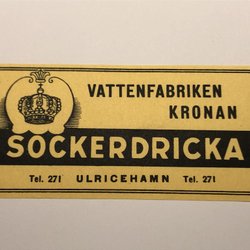 VATTENFABRIKEN
KRONAN
SOCKERDRICKA
Tel. 271 ULRICEHAMN Tel. 271